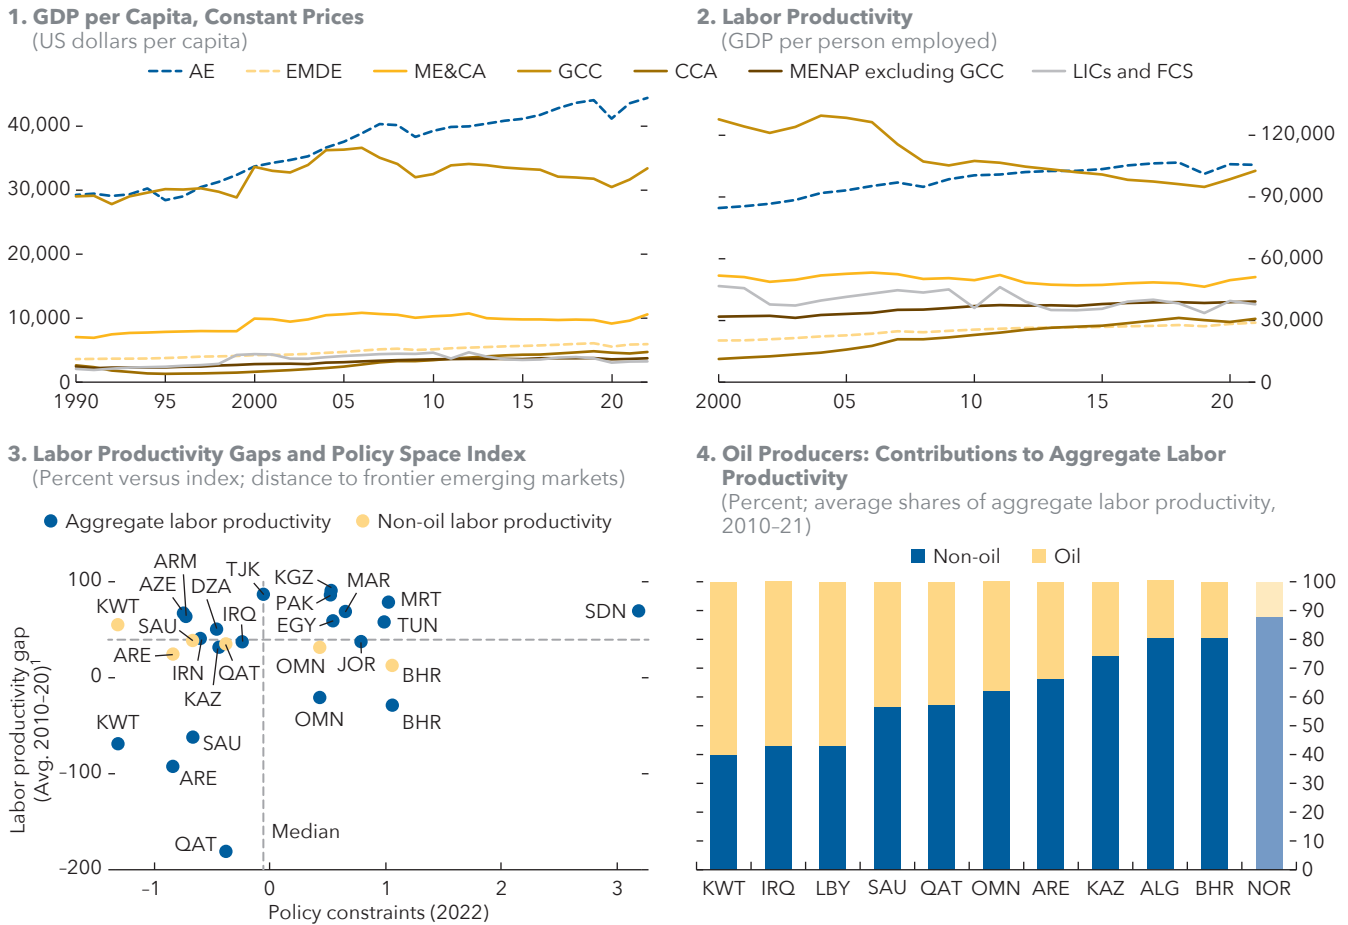 1. GDP per Capita, Constant Prices
(US dollars per capita)
2. Labor Productivity
(GDP per person employed)
AE EMDE ME&CA GCC CCA MENAP excluding GCC LICs and FCS
40,000
30,000
20,000
10,000
0
1990 95 2000 05 10 15 20
120,000
90,000
60,000
30,000
0
2000 05 10 15 20
3. Labor Productivity Gaps and Policy Space Index
(Percent versus index; distance to frontier emerging markets)
Aggregate labor productivity Non-oil labor productivity
Labor productivity gap
(Avg. 2010–20)1
100
0
–100
–200
ARM
TJK
KGZ
MAR
AZE
DZA
KWT
PAK
MRT
SDN
IRQ
SAU
EGY
TUN
ARE
IRN
QAT
OMN
JOR
BHR
KAZ
KWT
OMN
BHR
SAU
ARE
Median
QAT
–1 0 1 2 3
Policy constraints (2022)
4. Oil Producers: Contributions to Aggregate Labor
Productivity
(Percent; average shares of aggregate labor productivity,
2010–21)
Non-oil Oil
100
90
80
70
60
50
40
30
20
10
0
KWT IRQ LBY SAU QAT OMN ARE KAZ ALG BHR NOR